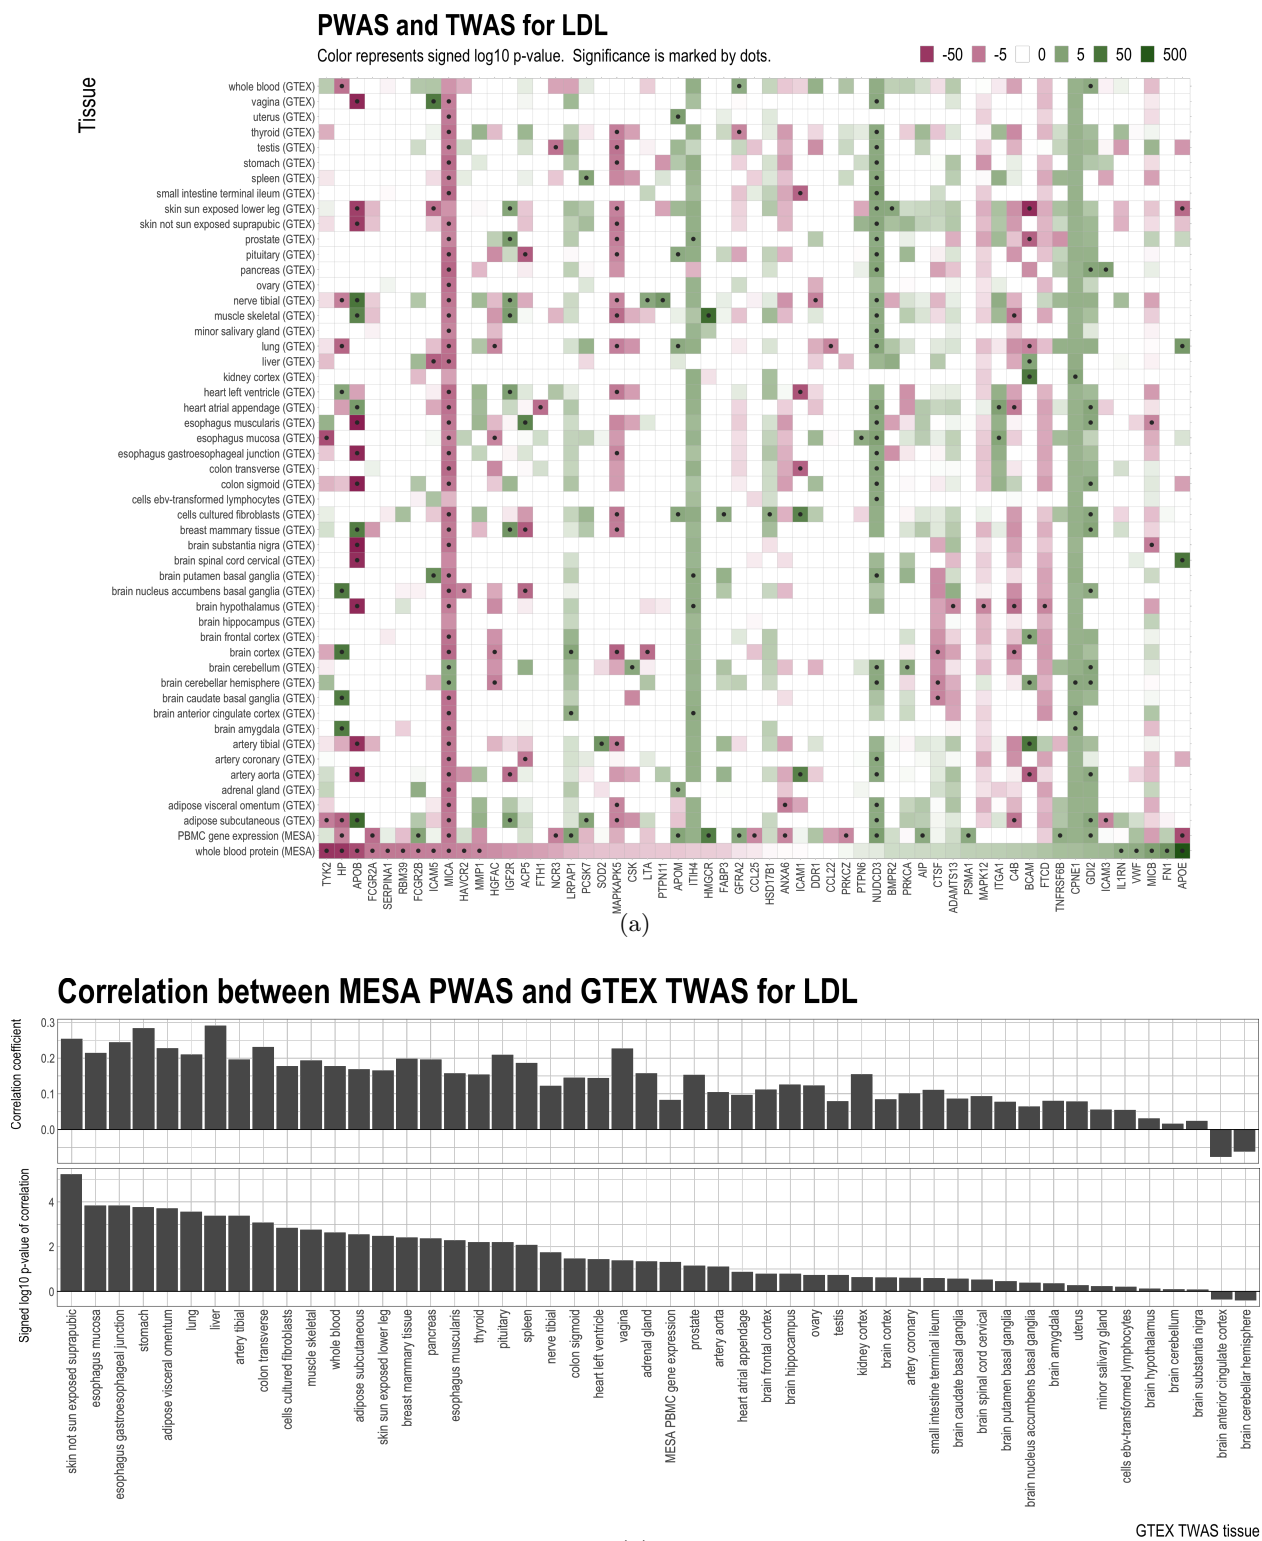 PWAS and TWAS for LDL
Color represents signed log10 p-value. Significance is marked by dots.
-50 -5 0 5 50 500
Tissue
whole blood (GTEX)
vagina (GTEX)
uterus (GTEX)
thyroid (GTEX)
testis (GTEX)
stomach (GTEX)
spleen (GTEX)
small intestine terminal ileum (GTEX)
skin sun exposed lower leg (GTEX)
skin not sun exposed suprapubic (GTEX)
prostate (GTEX)
pituitary (GTEX)
pancreas (GTEX)
ovary (GTEX)
nerve tibial (GTEX)
muscle skeletal (GTEX)
minor salivary gland (GTEX)
lung (GTEX)
liver (GTEX)
kidney cortex (GTEX)
heart left ventricle (GTEX)
heart atrial appendage (GTEX)
esophagus muscularis (GTEX)
esophagus mucosa (GTEX)
esophagus gastroesophageal junction (GTEX)
colon transverse (GTEX)
colon sigmoid (GTEX)
cells ebv-transformed lymphocytes (GTEX)
cells cultured fibroblasts (GTEX)
breast mammary tissue (GTEX)
brain substantia nigra (GTEX)
brain spinal cord cervical (GTEX)
brain putamen basal ganglia (GTEX)
brain nucleus accumbens basal ganglia (GTEX)
brain hypothalamus (GTEX)
brain hippocampus (GTEX)
brain frontal cortex (GTEX)
brain cortex (GTEX)
brain cerebellum (GTEX)
brain cerebellar hemisphere (GTEX)
brain caudate basal ganglia (GTEX)
brain anterior cingulate cortex (GTEX)
brain amygdala (GTEX)
artery tibial (GTEX)
artery coronary (GTEX)
artery aorta (GTEX)
adrenal gland (GTEX)
adipose visceral omentum (GTEX)
adipose subcutaneous (GTEX)
PBMC gene expression (MESA)
whole blood protein (MESA)
TYK2
HP
APOB
FCGR2A
SERPINA1
RBM39
FCGR2B
ICAM5
MICA
HAVCR2
MMP1
HGFAC
IGF2R
ACP5
FTH1
NCR3
LRPAP1
PCSK7
SOD2
MAPKAPK5
CSK
LTA
PTPN11
APOM
ITIH4
HMGCR
GFRA2
CCL25
HSD17B1
ANXA6
ICAM1
DDR1
CCL22
PRKCZ
PTPN6
NUDCD3
BMPR2
PRKCA
AIP
CTSF
ADAMTS13
PSMA1
MAPK12
ITGA1
C4B
BCAM
FTCD
TNFRSF6B
CPNE1
GDI2
ICAM3
IL1RN
VWF
MICB
FN1
APOE
(a)
Correlation between MESA PWAS and GTEX TWAS for LDL
Correlation coefficient
0.3
0.2
0.1
0.0
Signed log10 p-value of correlation
4
2
0
skin not sun exposed suprapubic
esophagus mucosa
esophagus gastroesophageal junction
stomach
adipose visceral omentum
lung
liver
artery tibial
colon transverse
cells cultured fibroblasts
muscle skeletal
whole blood
adipose subcutaneous
skin sun exposed lower leg
breast mammary tissue
pancreas
esophagus muscularis
thyroid
pituitary
spleen
nerve tibial
colon sigmoid
heart left ventricle
vagina
adrenal gland
MESA PBMC gene expression
prostate
artery aorta
heart atrial appendage
brain frontal cortex
brain hippocampus
ovary
testis
kidney cortex
brain cortex
artery coronary
small intestine terminal ileum
brain caudate basal ganglia
brain spinal cord cervical
brain putamen basal ganglia
brain nucleus accumbens basal ganglia
brain amygdala
uterus
minor salivary gland
cells ebv-transformed lymphocytes
brain hypothalamus
brain cerebellum
brain substantia nigra
brain anterior cingulate cortex
brain cerebellar hemisphere
GTEX TWAS tissue